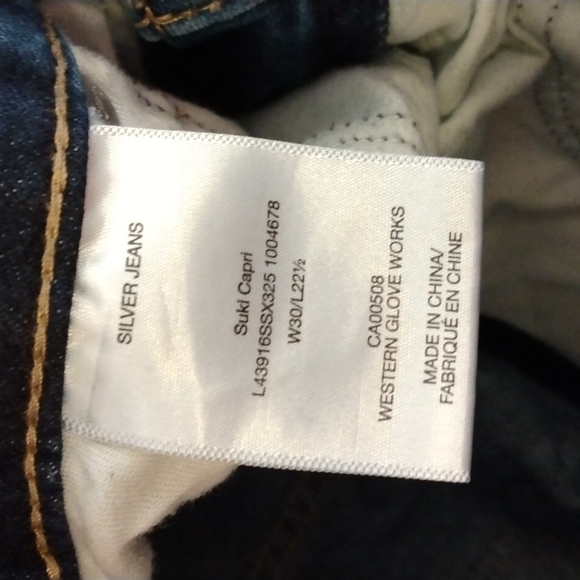 SILVER JEANS
Suki Capri
L43916SSX325 1004678
W30/L22½
CA00508
WESTERN GLOVE WORKS
MADE IN CHINA/
FABRIQUÉ EN CHINE